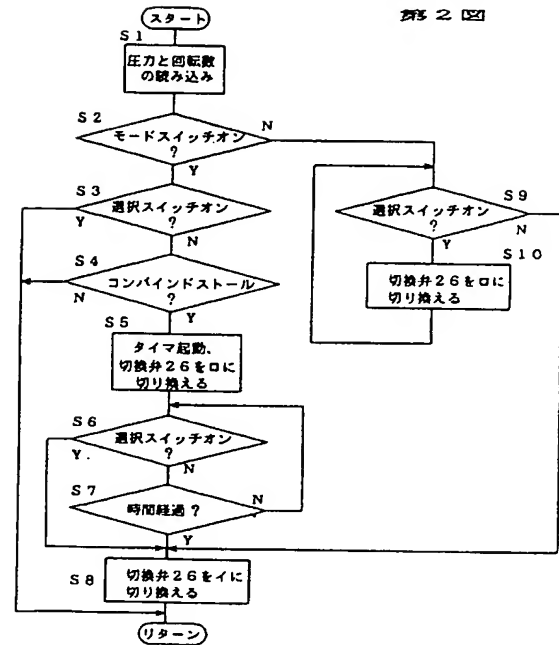 第２図
スタート
Ｓ１
圧力と回転数
の読み込み
Ｓ２
モードスイッチオン
？
Ｎ
Ｙ
Ｓ３
選択スイッチオン
？
Ｙ
Ｎ
Ｓ４
コンバインドストール
？
Ｎ
Ｙ
Ｓ５
タイマ起動、
切換弁２６をロに
切り換える
Ｓ６
選択スイッチオン
？
Ｙ.
Ｎ
Ｓ７
時間経過？
Ｎ
Ｙ
Ｓ８
切換弁２６をイに
切り換える
リターン
Ｓ９
選択スイッチオン
？
Ｎ
Ｙ
Ｓ１０
切換弁２６をロに
切り換える